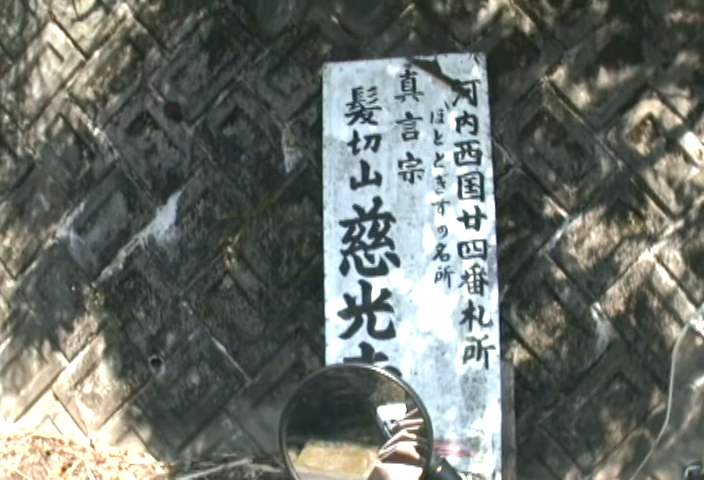 河内西国廿四番札所
ほととぎすの名所
真言宗
髪切山慈光寺